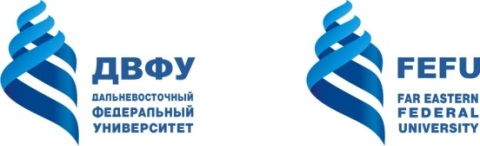 ДВФУ
ДАЛЬНЕВОСТОЧНЫЙ
ФЕДЕРАЛЬНЫЙ
УНИВЕРСИТЕТ
FEFU
FAR EASTERN
FEDERAL
UNIVERSITY